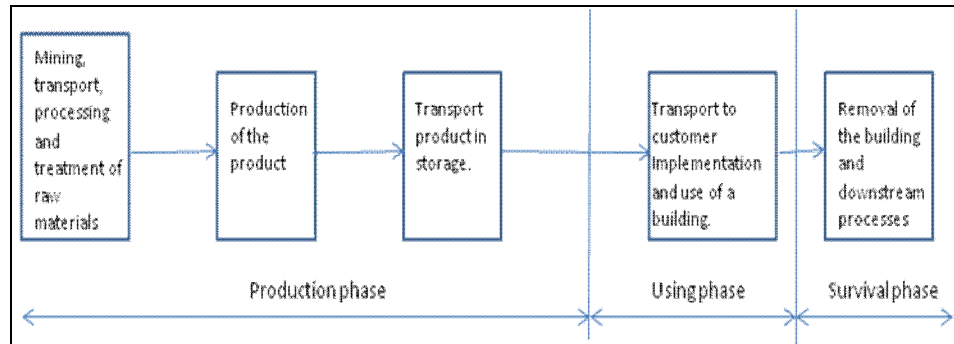 Mining,
transport,
processing
and
treatment of
raw
materials
Production
of the
product
Transport
product in
storage.
Transport to
customer
Implementation
and use of a
building.
Removal of
the building
and
downstream
processes
Production phase
Using phase
Survival phase